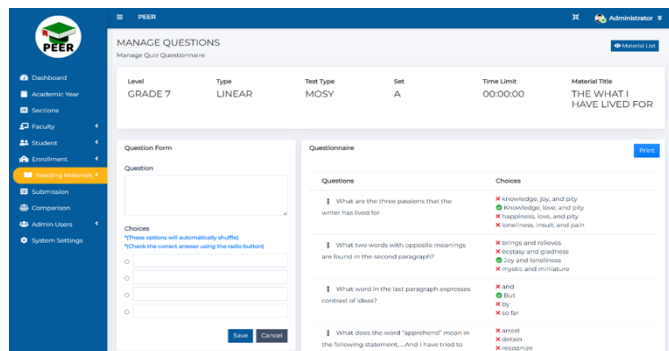 PEER
PEER
Administrator
MANAGE QUESTIONS
Manage Quiz Questionnaire
Material List
Dashboard
Academic Year
Sections
Faculty
Student
Enrollment
Reading Materials
Submission
Comparison
Admin Users
System Settings
Level
Type
Test Type
Set
Time Limit
Material Title
GRADE 7
LINEAR
MOSY
A
00:00:00
THE WHAT I
HAVE LIVED FOR
Question Form
Question
Choices
*(These options will automatically shuffle)
*(Check the correct answer using the radio button)
Save
Cancel
Questionnaire
Print
Questions
Choices
What are the three passions that the
writer has lived for
knowledge, joy, and pity
Knowledge, love, and pity
happiness, love, and pity
loneliness, insult, and pain
What two words with opposite meanings
are found in the second paragraph?
brings and relieves
ecstasy and gladness
Joy and loneliness
mystic and miniature
What word in the last paragraph expresses
contrast of ideas?
and
But
by
so far
What does the word "apprehend" mean in
the following statement, ...And I have tried to
arrest
detain
recognize